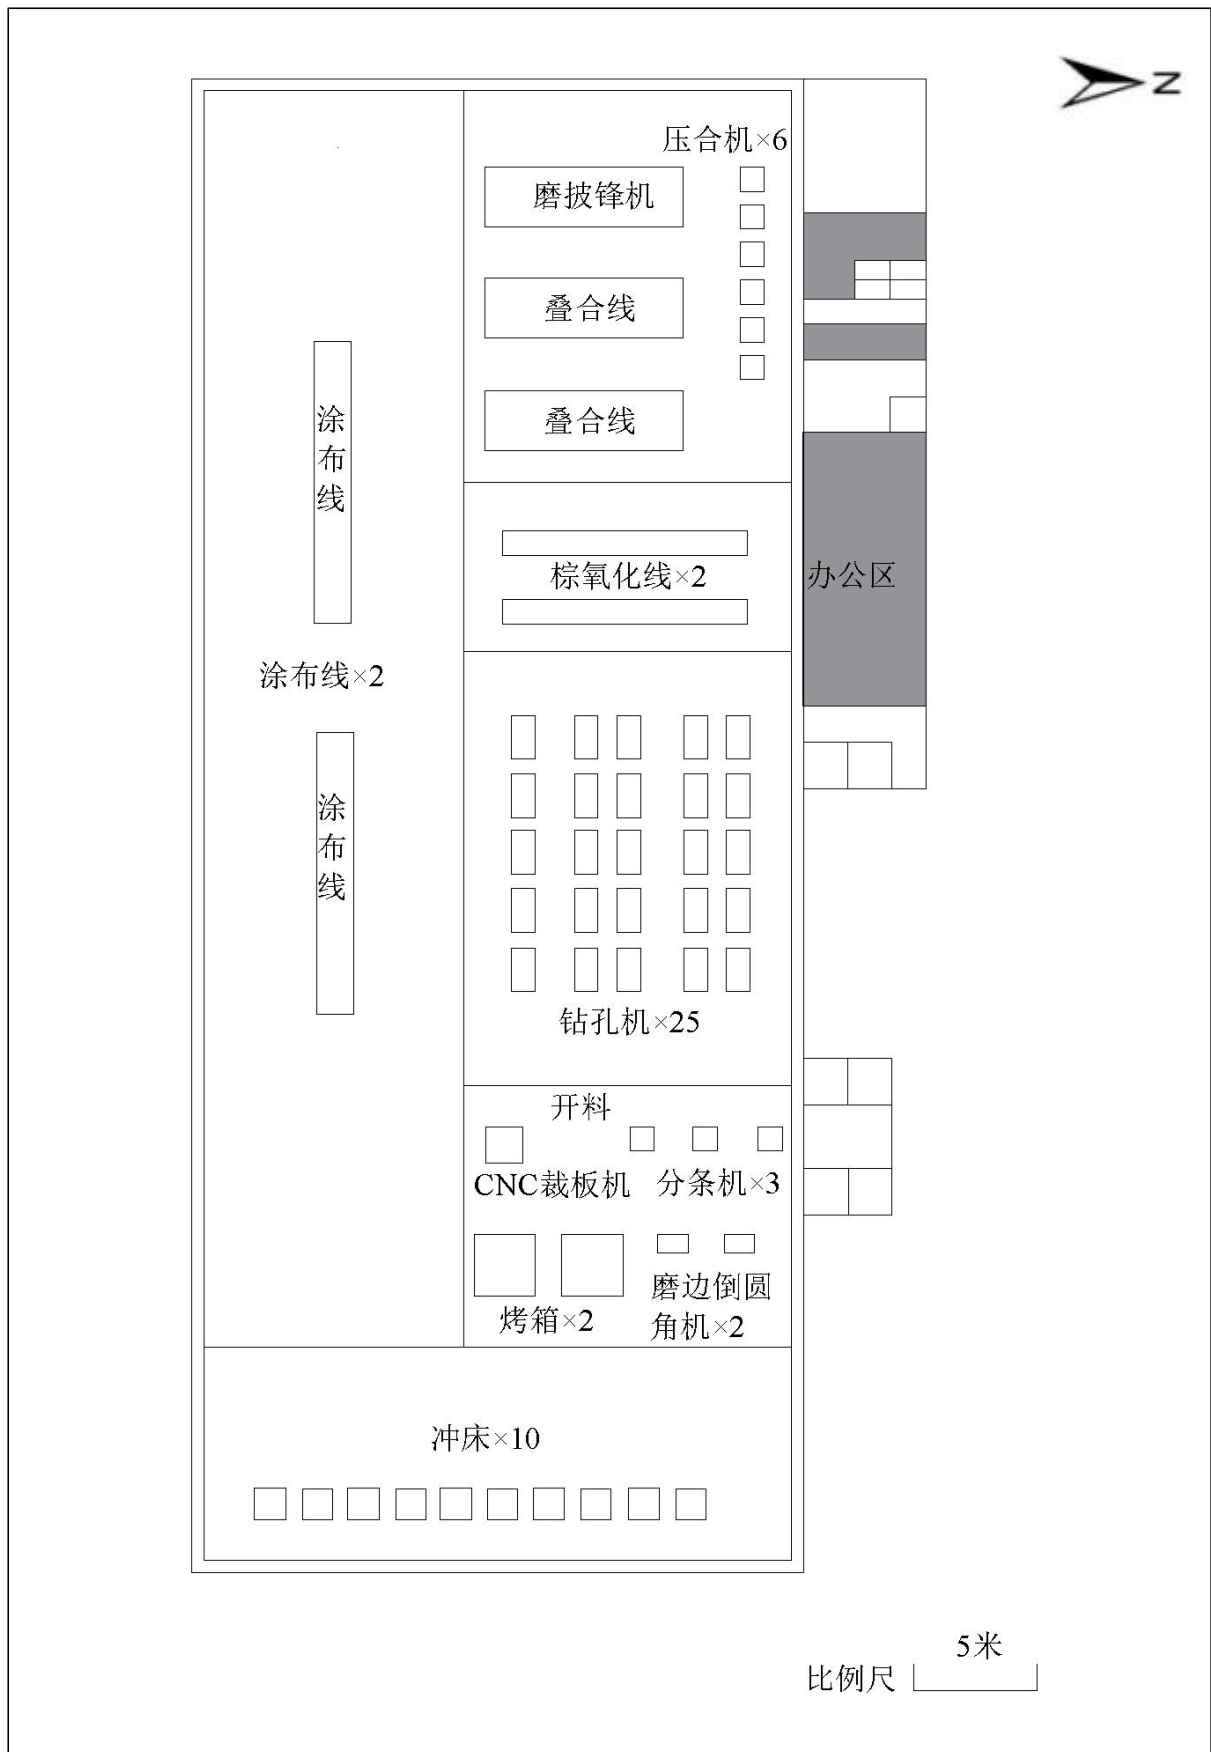 Z
压合机×6
磨披锋机
叠合线
叠合线
涂布线
棕氧化线×2
办公区
涂布线×2
涂布线
钻孔机×25
开料
CNC裁板机
分条机×3
烤箱×2
磨边倒圆
角机×2
冲床×10
5米
比例尺